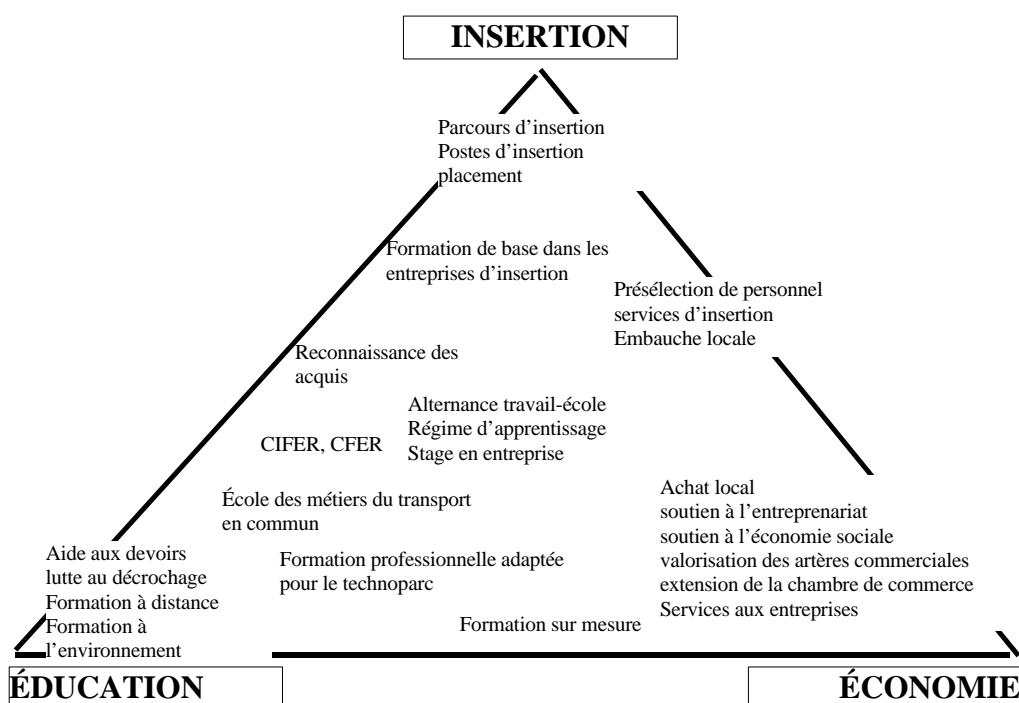 INSERTION
Parcours d’insertion
Postes d’insertion
placement
Formation de base dans les
entreprises d’insertion
Présélection de personnel
services d’insertion
Embauche locale
Reconnaissance des
acquis
Alternance travail-école
Régime d’apprentissage
Stage en entreprise
CIFER, CFER
École des métiers du transport
en commun
Achat local
soutien à l’entreprenariat
soutien à l’économie sociale
valorisation des artères commerciales
extension de la chambre de commerce
Services aux entreprises
Aide aux devoirs
lutte au décrochage
Formation à distance
Formation à
l’environnement
Formation professionnelle adaptée
pour le technoparc
Formation sur mesure
ÉDUCATION
ÉCONOMIE